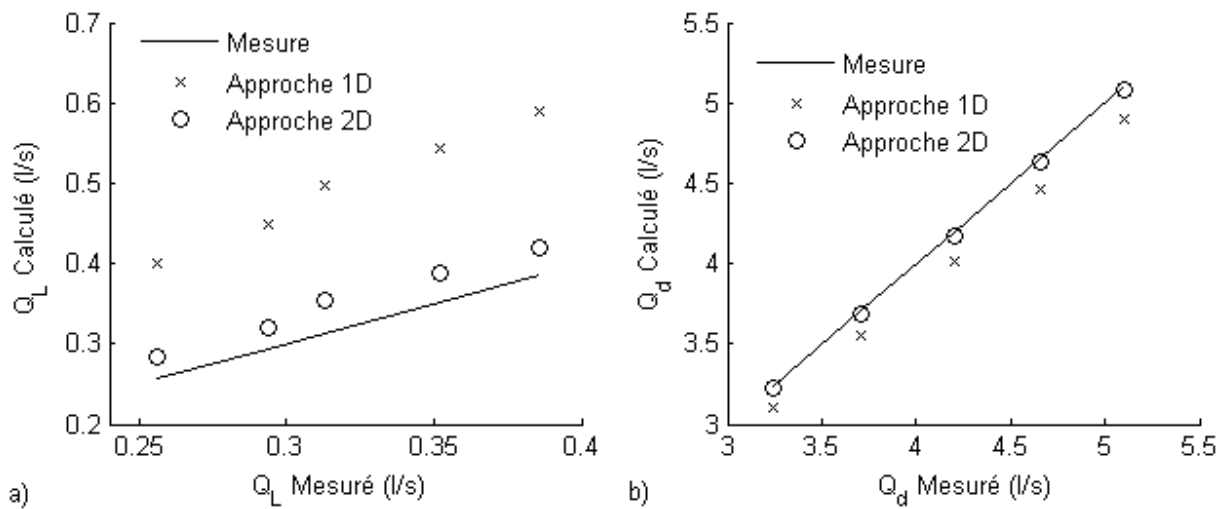 0.7
0.6
0.5
0.4
0.3
0.2
Q_L Calculé (l/s)
Mesure
Approche 1D
Approche 2D
0.25
0.3
0.35
0.4
Q_L Mesuré (l/s)
a)
5.5
5
4.5
4
3.5
3
Q_d Calculé (l/s)
Mesure
Approche 1D
Approche 2D
3
3.5
4
4.5
5
5.5
Q_d Mesuré (l/s)
b)